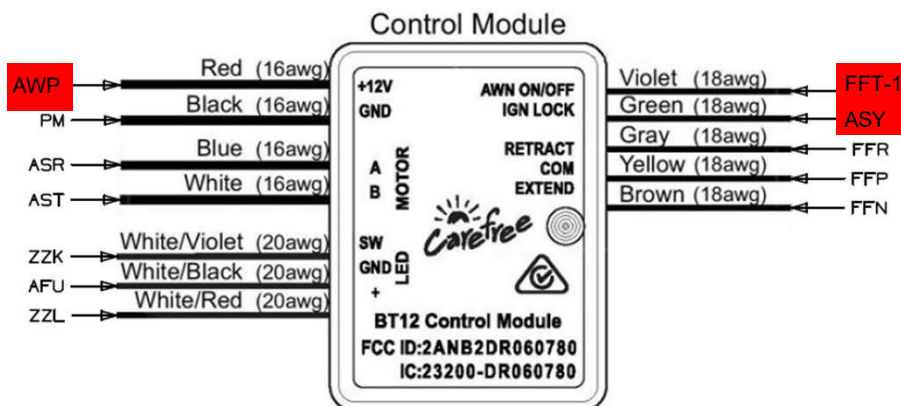 Control Module
AWP Red (16awg) +12V
PM Black (16awg) GND
ASR Blue (16awg) A
AST White (16awg) B
MOTOR
ZZK White/Violet (20awg) SW
AFU White/Black (20awg) GND
ZZL White/Red (20awg) +
LED
AWN ON/OFF Violet (18awg) FFT-1
IGN LOCK Green (18awg) ASY
RETRACT Gray (18awg) FFR
COM Yellow (18awg) FFP
EXTEND Brown (18awg) FFN
Carefree
BT12 Control Module
FCC ID:2ANB2DR060780
IC:23200-DR060780